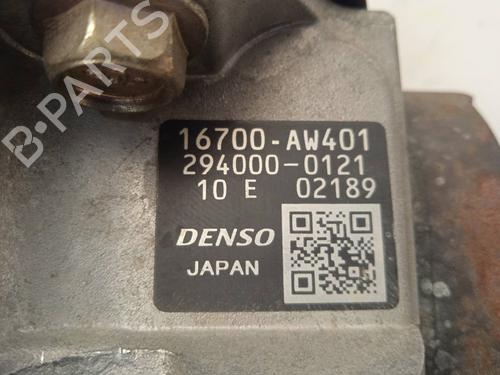 16700-AW401
294000-0121
10 E 02189
DENSO
JAPAN
B-PARTS